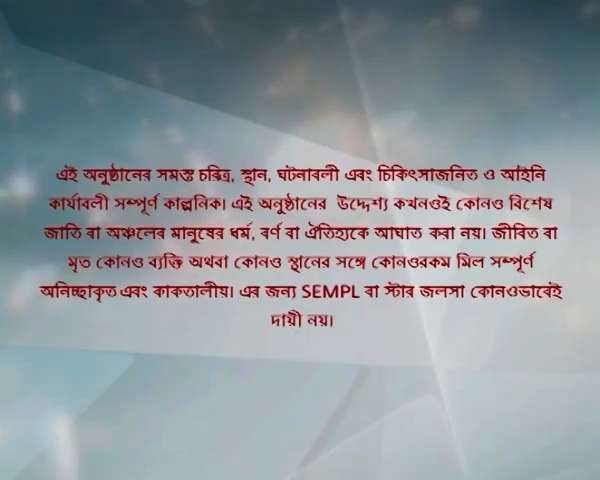 এই অনুষ্ঠানের সমস্ত চরিত্র, স্থান, ঘটনাবলী এবং চিকিৎসাজনিত ও আইনি
কার্যাবলী সম্পূর্ণ কাল্পনিক। এই অনুষ্ঠানের উদ্দেশ্য কখনওই কোনও বিশেষ
জাতি বা অঞ্চলের মানুষের ধর্ম, বর্ণ বা ঐতিহ্যকে আঘাত করা নয়। জীবিত বা
মৃত কোনও ব্যক্তি অথবা কোনও স্থানের সঙ্গে কোনওরকম মিল সম্পূর্ণ
অনিচ্ছাকৃত এবং কাকতালীয়। এর জন্য SEMPL বা স্টার জলসা কোনওভাবেই
দায়ী নয়।